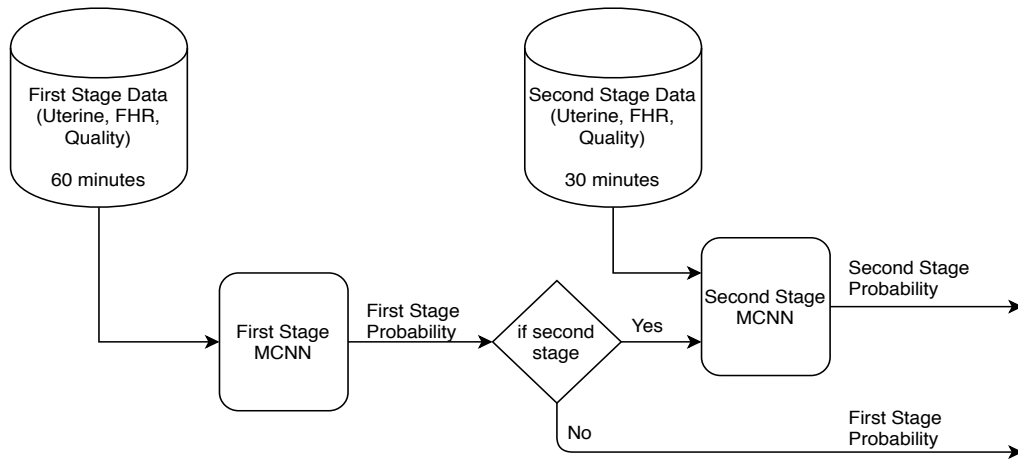 First Stage Data
(Uterine, FHR,
Quality)
60 minutes
Second Stage Data
(Uterine, FHR,
Quality)
30 minutes
First Stage
MCNN
First Stage
Probability
if second
stage
Yes
No
Second Stage
MCNN
Second Stage
Probability
First Stage
Probability